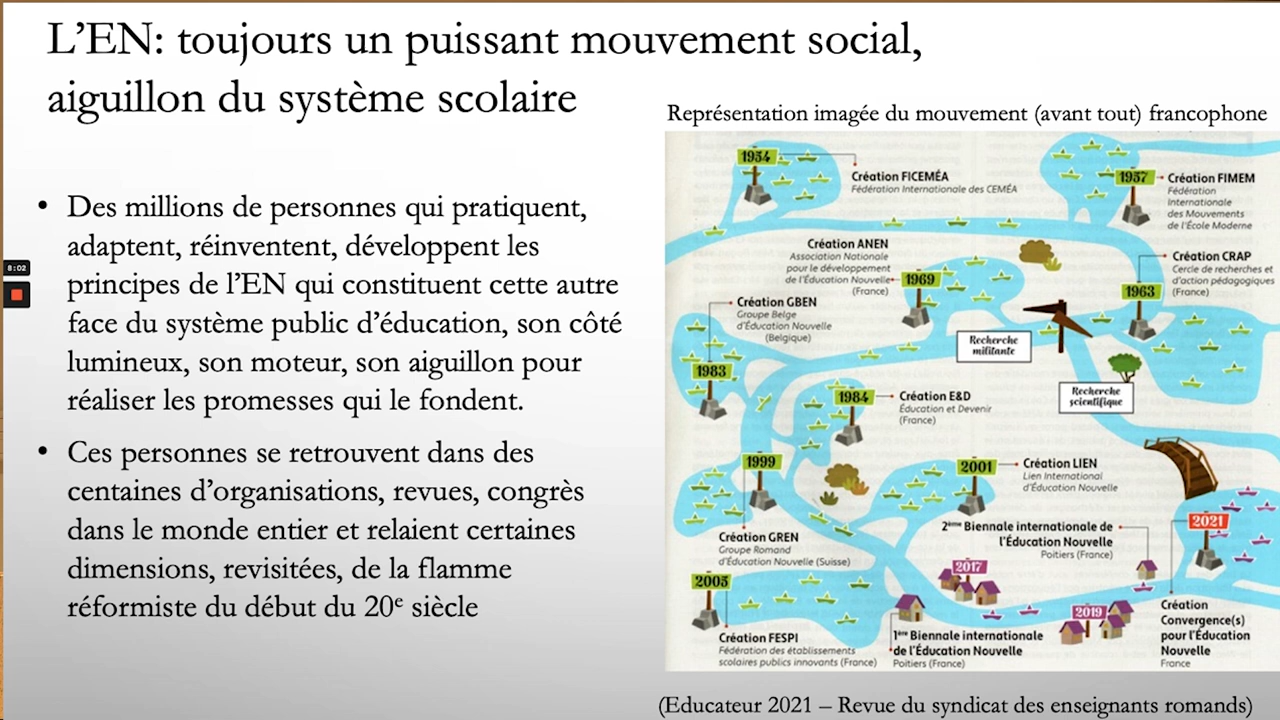 L’EN: toujours un puissant mouvement social,
aiguillon du système scolaire
Représentation imagée du mouvement (avant tout) francophone
• Des millions de personnes qui pratiquent,
adaptent, réinventent, développent les
principes de l’EN qui constituent cette autre
face du système public d’éducation, son côté
lumineux, son moteur, son aiguillon pour
réaliser les promesses qui le fondent.
• Ces personnes se retrouvent dans des
centaines d’organisations, revues, congrès
dans le monde entier et relaient certaines
dimensions, revisitées, de la flamme
réformiste du début du 20e siècle
8:02
1954
Création FICEMÉA
Fédération Internationale des CEMÉA
1957
Création FIMEM
Fédération
Internationale
des Mouvements
de l’École Moderne
Création ANEN
Association Nationale
pour le développement
de l’Éducation Nouvelle
(France)
1969
Création CRAP
Cercle de recherches et
d’action pédagogiques
(France)
1963
Création GBEN
Groupe Belge
d’Éducation Nouvelle
(Belgique)
1983
Recherche
militante
Recherche
scientifique
1984
Création E&D
Éducation et Devenir
(France)
1999
Création GREN
Groupe Romand
d’Éducation Nouvelle (Suisse)
2001
Création LIEN
Lien International
d’Éducation Nouvelle
2ème Biennale internationale de
l’Éducation Nouvelle
Poitiers (France)
2021
2005
Création FESPI
Fédération des établissements
scolaires publics innovants (France)
2017
1ère Biennale internationale
de l’Éducation Nouvelle
Poitiers (France)
2019
Création
Convergence(s)
pour l’Éducation
Nouvelle
France
(Educateur 2021 – Revue du syndicat des enseignants romands)